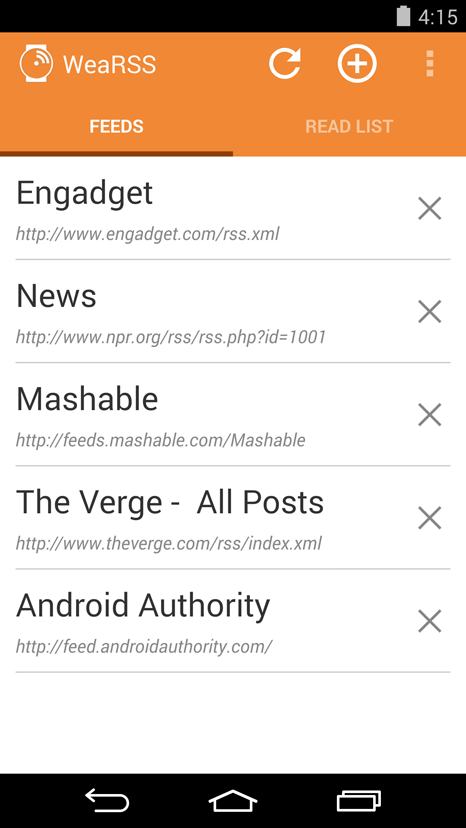 4:15
WeaRSS
FEEDS
READ LIST
Engadget
http://www.engadget.com/rss.xml
News
http://www.npr.org/rss/rss.php?id=1001
Mashable
http://feeds.mashable.com/Mashable
The Verge -  All Posts
http://www.theverge.com/rss/index.xml
Android Authority
http://feed.androidauthority.com/